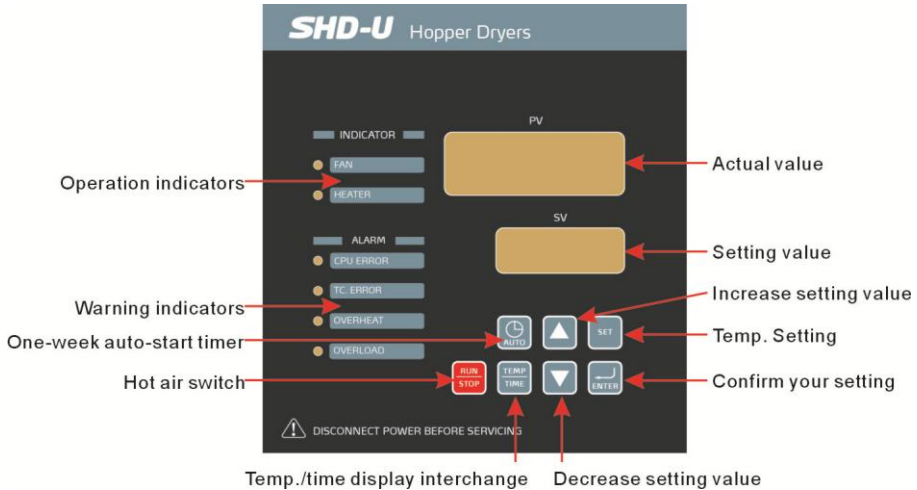 SHD-U Hopper Dryers
PV
INDICATOR
FAN
Actual value
Operation indicators
HEATER
SV
ALARM
CPU ERROR
Setting value
TC. ERROR
Increase setting value
Warning indicators
OVERHEAT
One-week auto-start timer
AUTO
SET
Temp. Setting
OVERLOAD
Hot air switch
RUN
STOP
TEMP
TIME
ENTER
Confirm your setting
DISCONNECT POWER BEFORE SERVICING
Temp./time display interchange
Decrease setting value